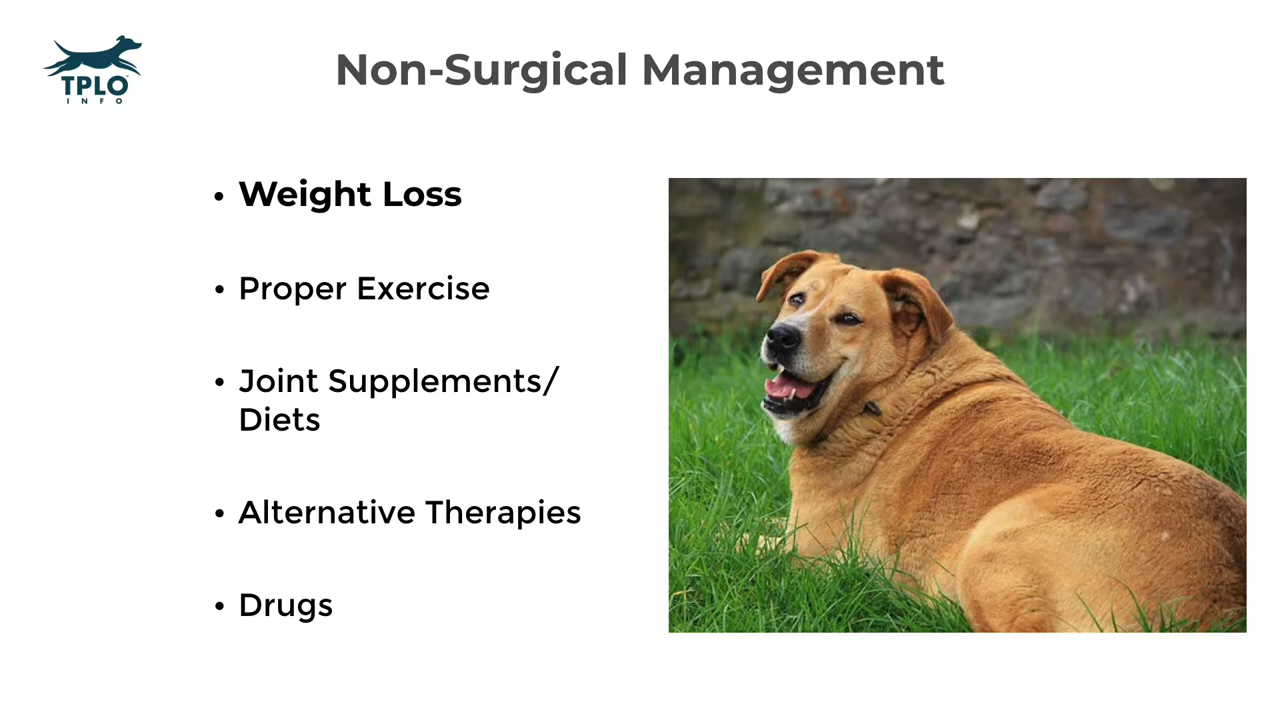 TPLO
INFO
Non-Surgical Management
• Weight Loss
• Proper Exercise
• Joint Supplements/
Diets
• Alternative Therapies
• Drugs